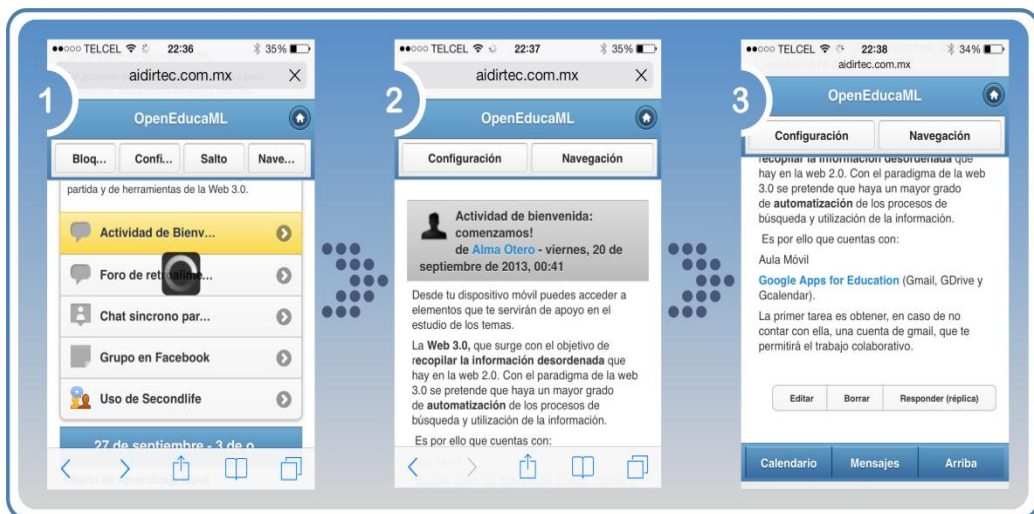 1
●●○○○ TELCEL 22:36 35%
aidirtec.com.mx
OpenEducaML
Bloq... Confi... Salto Nave...
partida y de herramientas de la Web 3.0.
Actividad de Bienv...
Foro de
Chat sincrono par...
Grupo en Facebook
Uso de Secondlife
27 de septiembre - 3 de o
2
●●○○○ TELCEL 22:37 35%
aidirtec.com.mx
OpenEducaML
Configuración Navegación
Actividad de bienvenida:
comenzamos!
de Alma Otero - viernes, 20 de
septiembre de 2013, 00:41
Desde tu dispositivo móvil puedes acceder a
elementos que te servirán de apoyo en el
estudio de los temas.
La Web 3.0, que surge con el objetivo de
recopilar la información desordenada que
hay en la web 2.0. Con el paradigma de la web
3.0 se pretende que haya un mayor grado
de automatización de los procesos de
búsqueda y utilización de la información.
Es por ello que cuentas con:
3
●●○○○ TELCEL 22:38 34%
aidirtec.com.mx
OpenEducaML
Configuración Navegación
recopilar la información desordenada que
hay en la web 2.0. Con el paradigma de la web
3.0 se pretende que haya un mayor grado
de automatización de los procesos de
búsqueda y utilización de la información.
Es por ello que cuentas con:
Aula Móvil
Google Apps for Education (Gmail, GDrive y
Gcalendar).
La primer tarea es obtener, en caso de no
contar con ella, una cuenta de gmail, que te
permitirá el trabajo colaborativo.
Editar Borrar Responder (réplica)
Calendario Mensajes Arriba